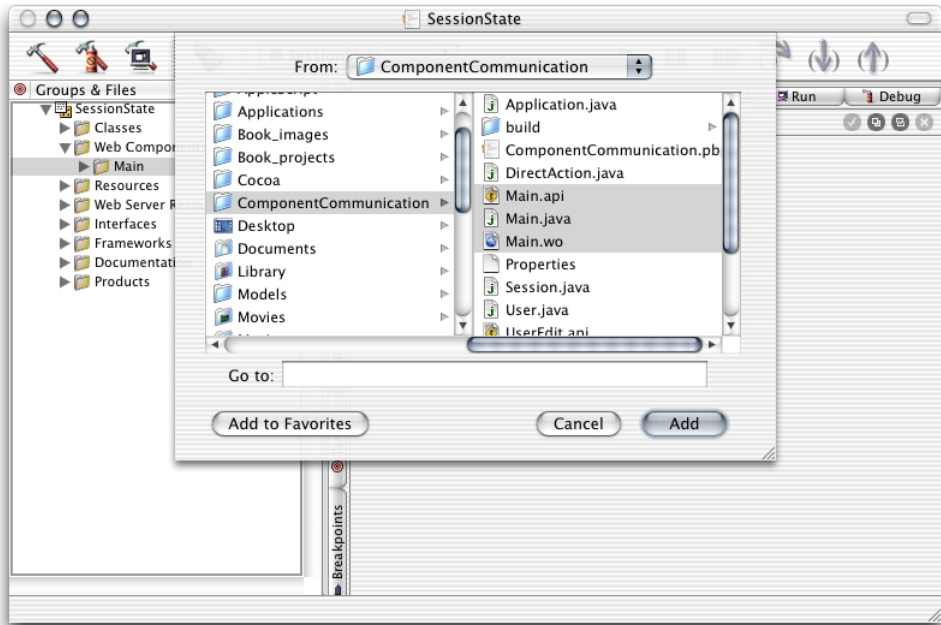 SessionState
From: ComponentCommunication
Groups & Files
Run
Debug
SessionState
Classes
Web Compon
Main
Resources
Web Server R
Interfaces
Frameworks
Documentati
Products
Applications
Book_images
Book_projects
Cocoa
ComponentCommunication
Desktop
Documents
Library
Models
Movies
Application.java
build
ComponentCommunication.pb
DirectAction.java
Main.api
Main.java
Main.wo
Properties
Session.java
User.java
UserEdit.api
Go to:
Add to Favorites
Cancel
Add
Breakpoints